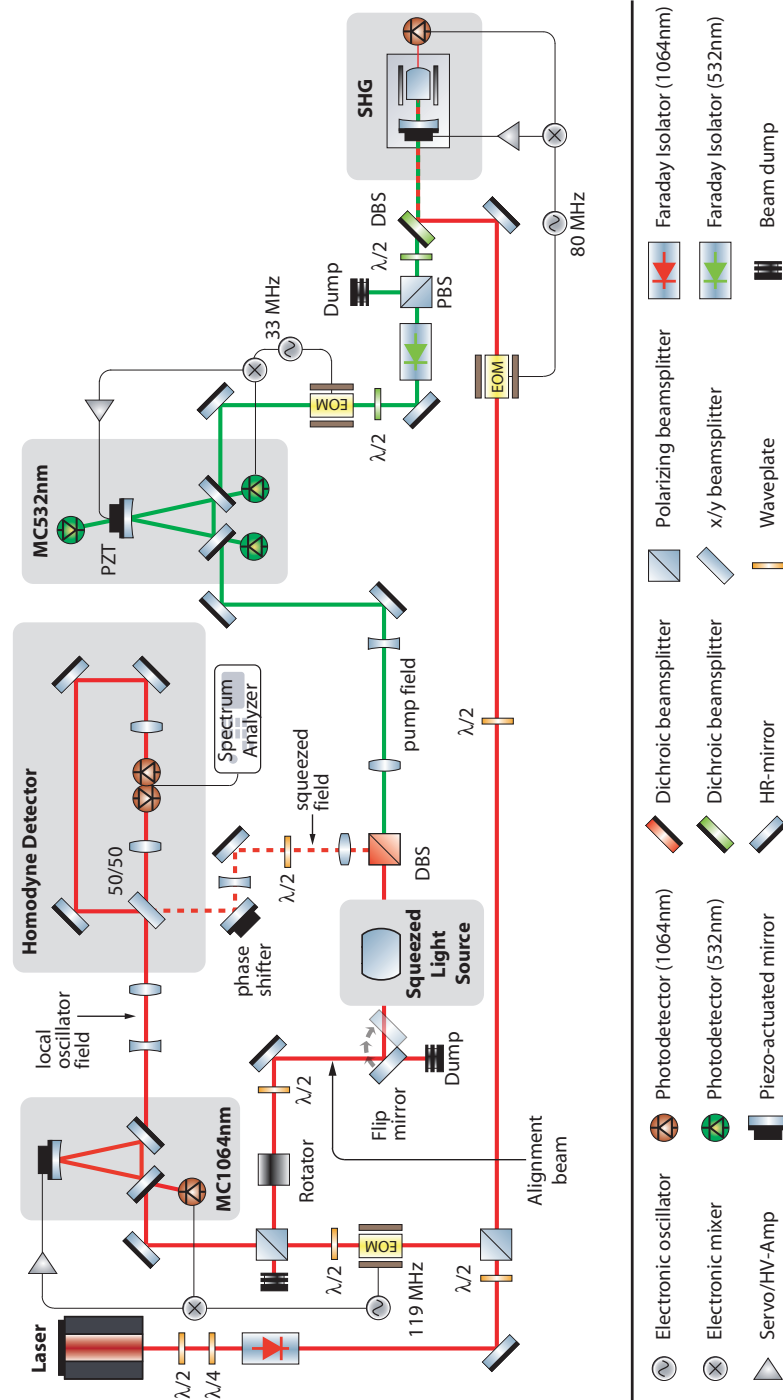 Laser
λ/2
λ/4
119 MHz
EOM
λ/2
λ/2
MC1064nm
Rotator
λ/2
Flip
mirror
Dump
Alignment
beam
local
oscillator
field
Homodyne Detector
50/50
phase
shifter
λ/2
squeezed
field
Spectrum
Analyzer
Squeezed
Light
Source
DBS
pump field
λ/2
MC532nm
PZT
33 MHz
EOM
λ/2
Dump
PBS
λ/2
DBS
EOM
80 MHz
SHG
Electronic oscillator
Electronic mixer
Servo/HV-Amp
Photodetector (1064nm)
Photodetector (532nm)
Piezo-actuated mirror
Dichroic beamsplitter
Dichroic beamsplitter
HR-mirror
Polarizing beamsplitter
x/y beamsplitter
Waveplate
Faraday Isolator (1064nm)
Faraday Isolator (532nm)
Beam dump